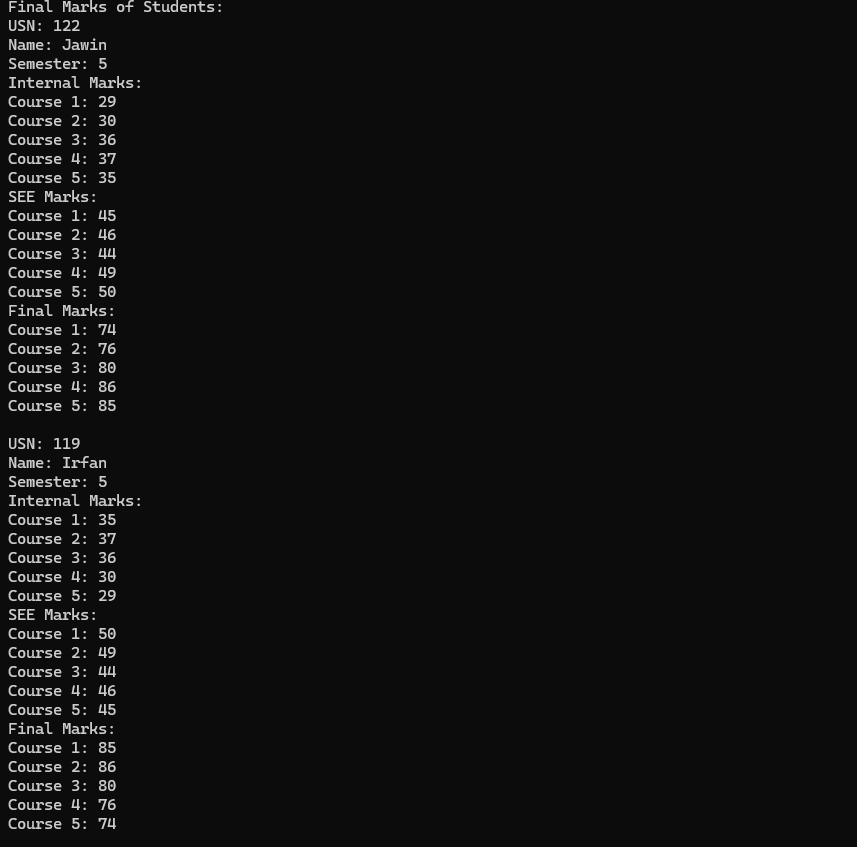 Final Marks of Students:
USN: 122
Name: Jawin
Semester: 5
Internal Marks:
Course 1: 29
Course 2: 30
Course 3: 36
Course 4: 37
Course 5: 35
SEE Marks:
Course 1: 45
Course 2: 46
Course 3: 44
Course 4: 49
Course 5: 50
Final Marks:
Course 1: 74
Course 2: 76
Course 3: 80
Course 4: 86
Course 5: 85

USN: 119
Name: Irfan
Semester: 5
Internal Marks:
Course 1: 35
Course 2: 37
Course 3: 36
Course 4: 30
Course 5: 29
SEE Marks:
Course 1: 50
Course 2: 49
Course 3: 44
Course 4: 46
Course 5: 45
Final Marks:
Course 1: 85
Course 2: 86
Course 3: 80
Course 4: 76
Course 5: 74